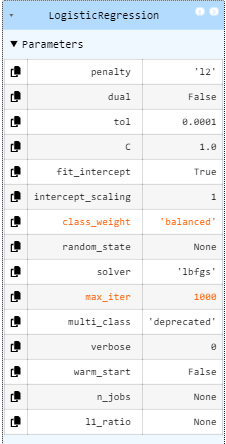 LogisticRegression
Parameters
penalty 'l2'
dual False
tol 0.0001
C 1.0
fit_intercept True
intercept_scaling 1
class_weight 'balanced'
random_state None
solver 'lbfgs'
max_iter 1000
multi_class 'deprecated'
verbose 0
warm_start False
n_jobs None
l1_ratio None